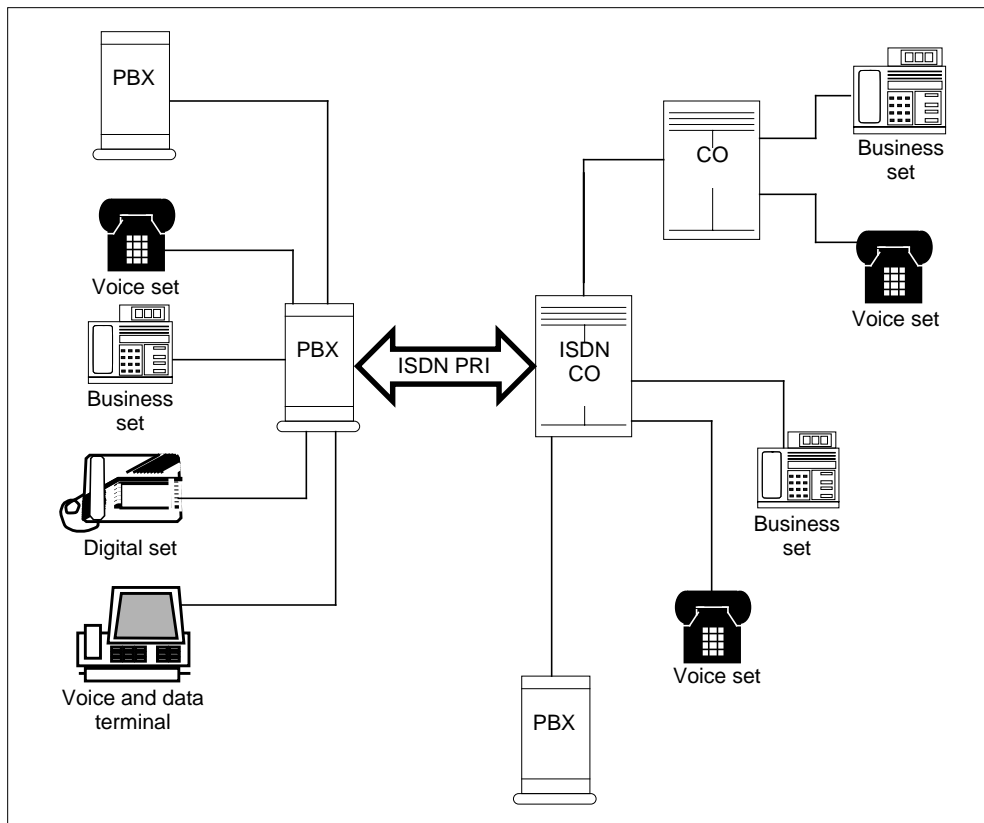 PBX
CO
Business
set
Voice set
Voice set
Business
set
PBX
ISDN PRI
ISDN
CO
Digital set
Business
set
Voice and data
terminal
Voice set
PBX